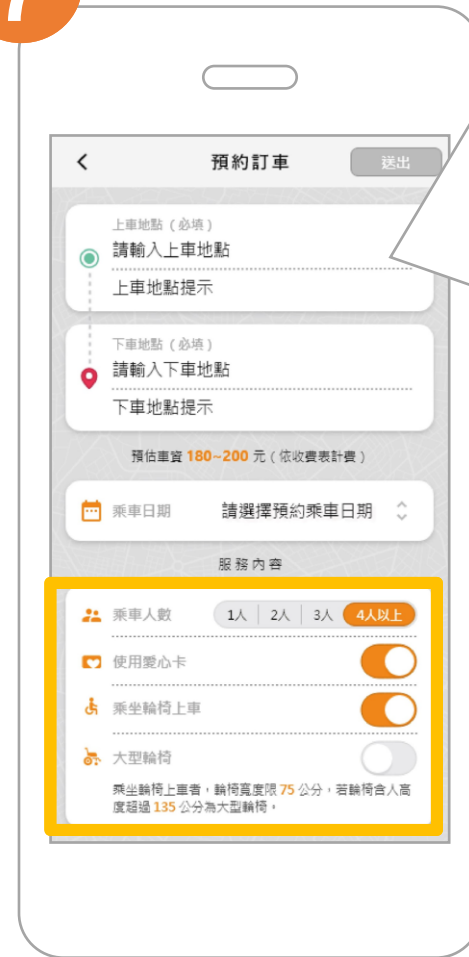 7
預約訂車
送出
上車地點（必填）
請輸入上車地點
上車地點提示
下車地點（必填）
請輸入下車地點
下車地點提示
預估車資 180~200 元（依收費表計費）
乘車日期 請選擇預約乘車日期
服務內容
乘車人數 1人 2人 3人 4人以上
使用愛心卡
乘坐輪椅上車
大型輪椅
乘坐輪椅上車者，輪椅寬度限 75 公分，若輪椅含人高
度超過 135 公分為大型輪椅。